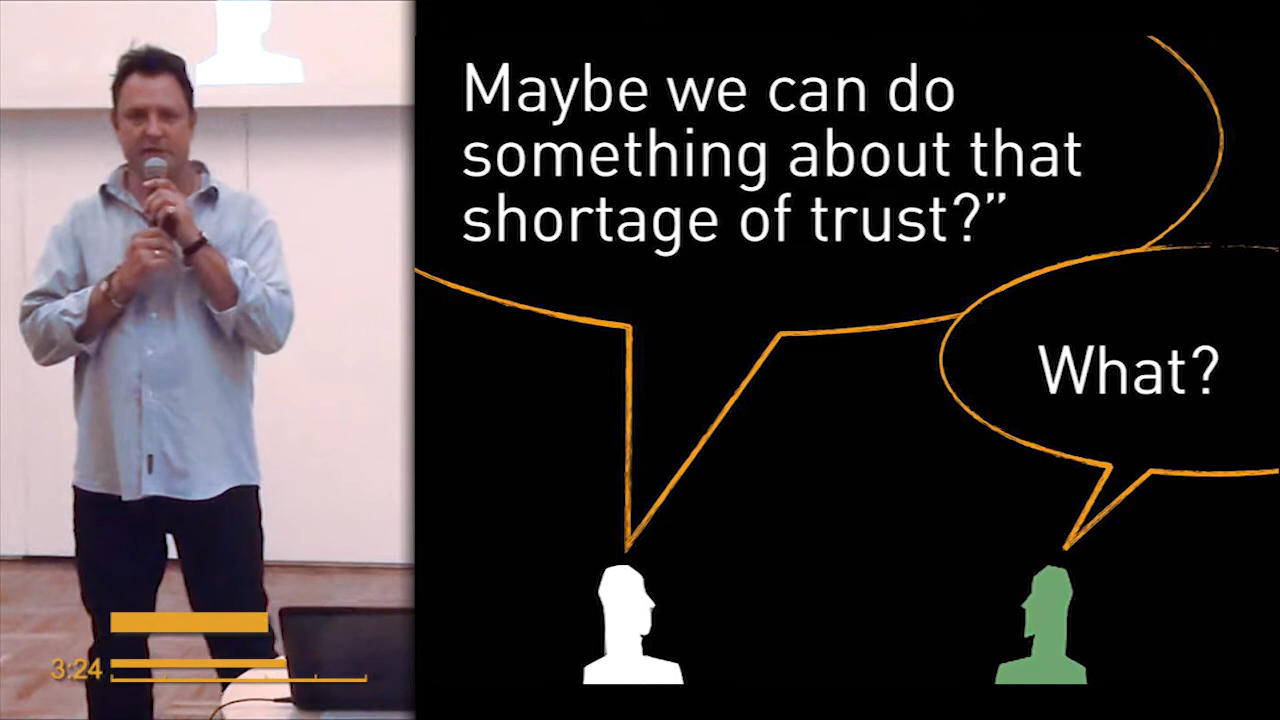 Maybe we can do
something about that
shortage of trust?”
What?
3:24